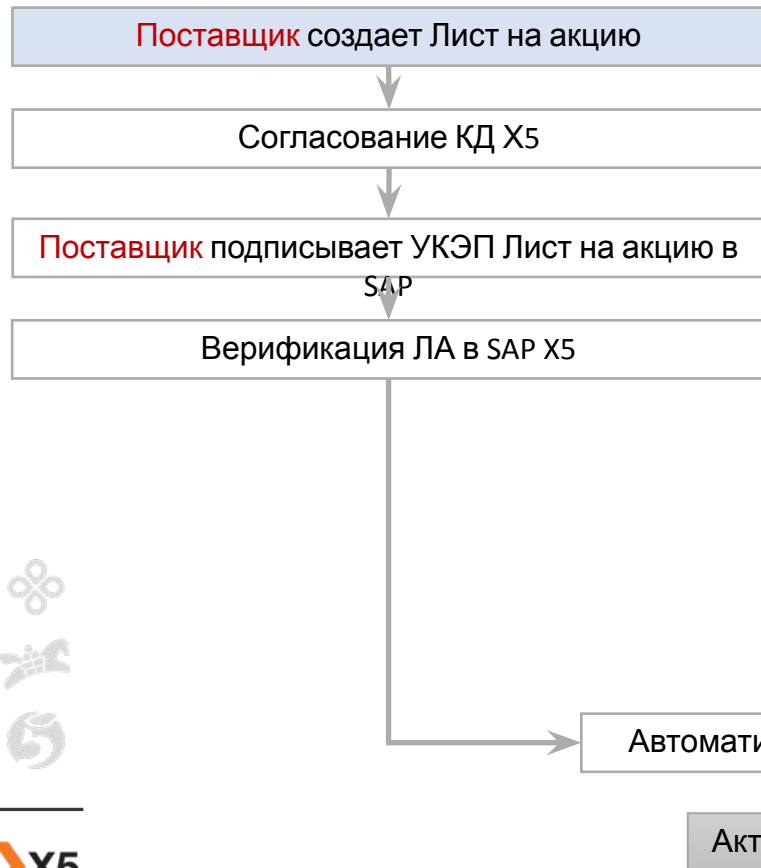 Поставщик создает Лист на акцию
Согласование КД X5
Поставщик подписывает УКЭП Лист на акцию в
SAP
Верификация ЛА в SAP X5
5
Автомати
Акт
X5